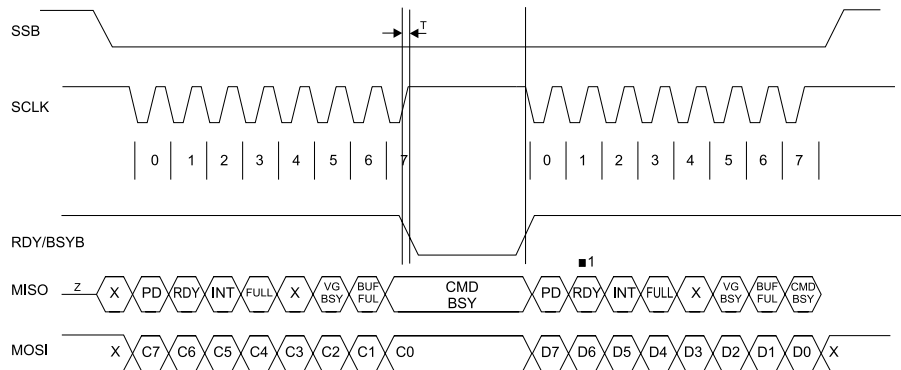 SSB
T
SCLK
0 1 2 3 4 5 6 7 0 1 2 3 4 5 6 7
RDY/BSYB
■1
MISO Z X PD RDY INT FULL X VG BSY BUF FUL CMD BSY PD RDY INT FULL X VG BSY BUF FUL CMD BSY
MOSI X C7 C6 C5 C4 C3 C2 C1 C0 D7 D6 D5 D4 D3 D2 D1 D0 X